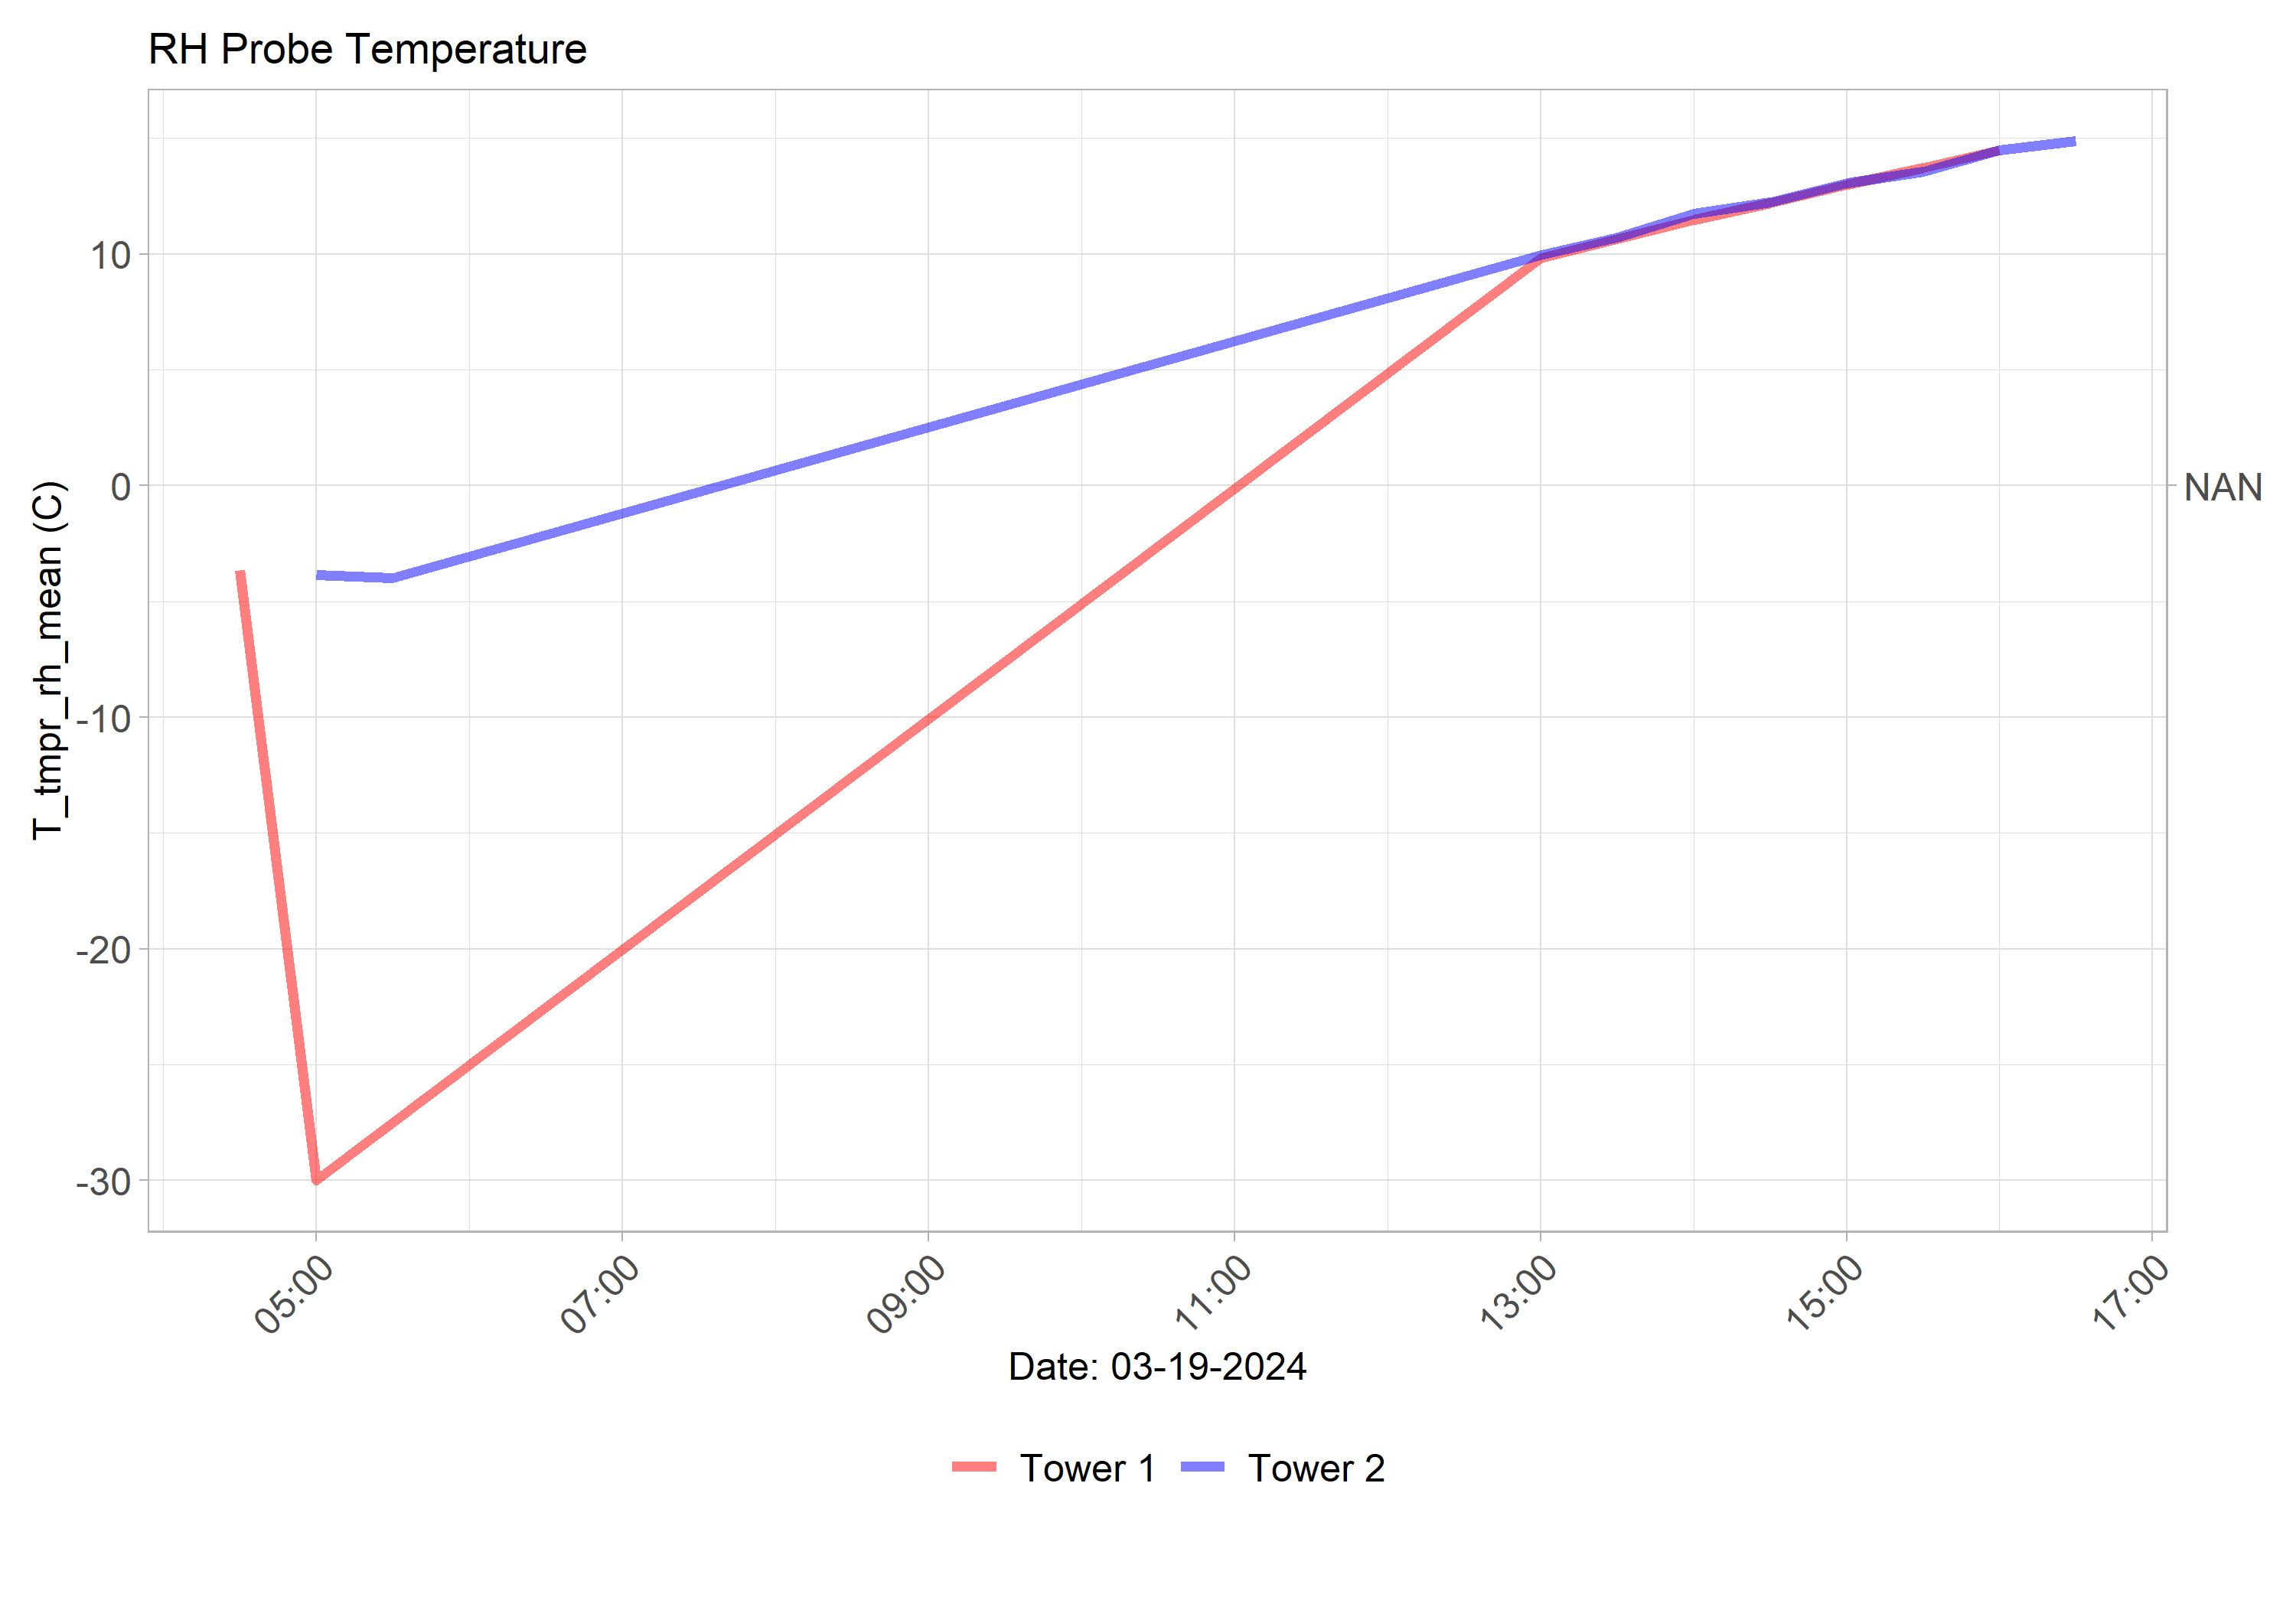 RH Probe Temperature
T_tmpr_rh_mean (C)
10
0
-10
-20
-30
NAN
05:00
07:00
09:00
11:00
13:00
15:00
17:00
Date: 03-19-2024
Tower 1
Tower 2